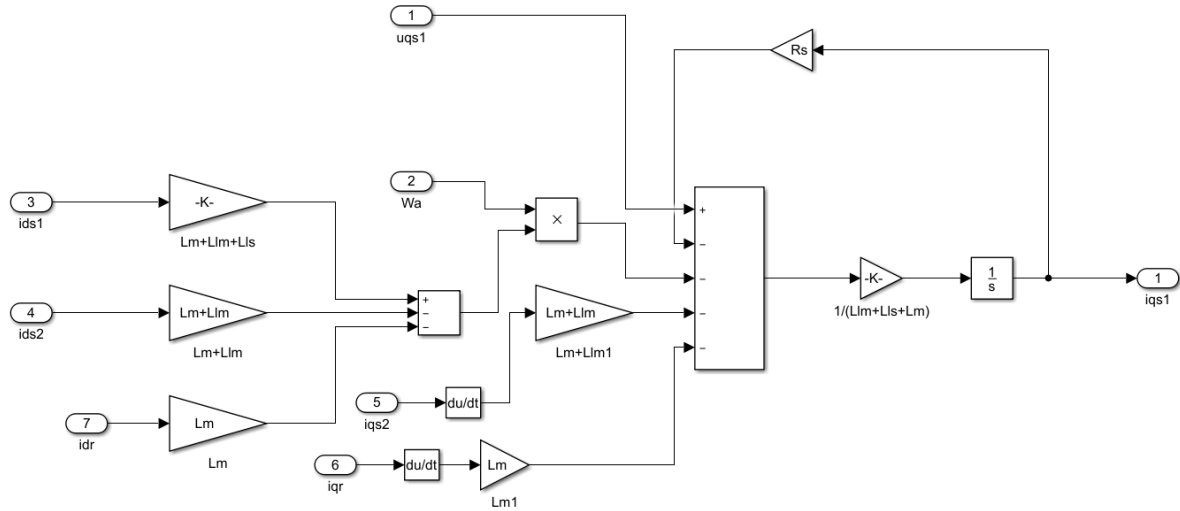 1
uqs1
Rs
2
Wa
3
ids1
-K-
Lm+Llm+Lls
×
+
−
−
−
−
4
ids2
Lm+Llm
Lm+Llm
+
−
−
Lm+Llm
Lm+Llm1
-K-
1/(Llm+Lls+Lm)
1
s
1
iqs1
7
idr
Lm
Lm
5
iqs2
du/dt
6
iqr
du/dt
Lm
Lm1